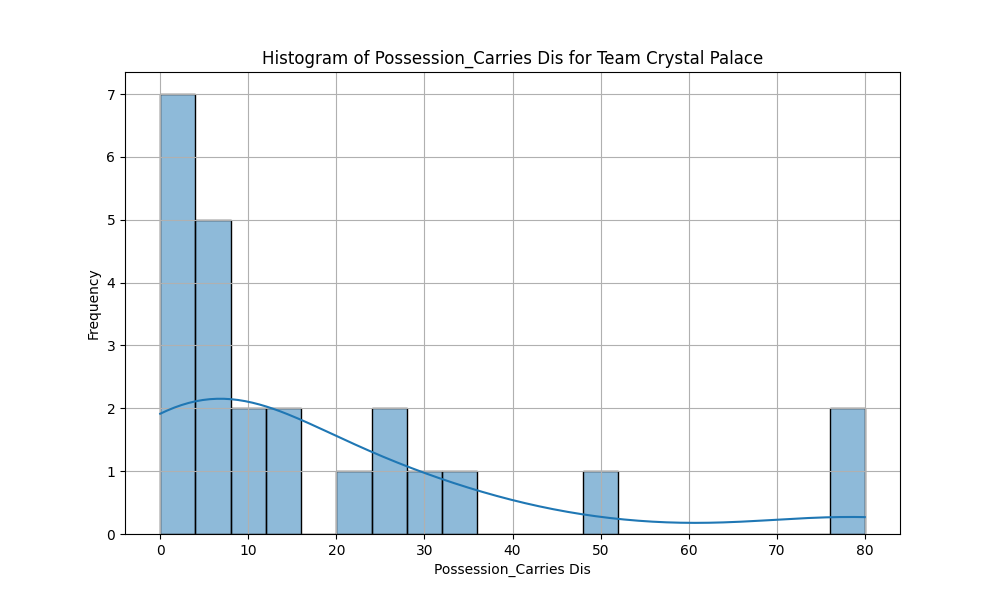 Histogram of Possession_Carries Dis for Team Crystal Palace
7
6
5
4
3
2
1
0
Frequency
0 10 20 30 40 50 60 70 80
Possession_Carries Dis